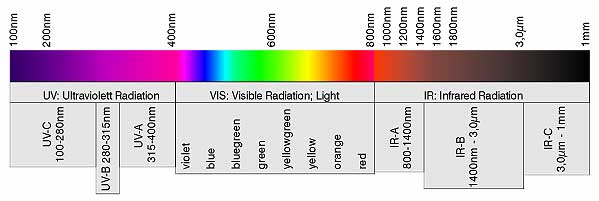 100nm
200nm
400nm
600nm
800nm
1000nm
1200nm
1400nm
1600nm
1800nm
3,0µm
1mm
UV: Ultraviolett Radiation
VIS: Visible Radiation; Light
IR: Infrared Radiation
UV-C
100-280nm
UV-B 280-315nm
UV-A
315-400nm
violet
blue
bluegreen
green
yellowgreen
yellow
orange
red
IR-A
800-1400nm
IR-B
1400nm - 3,0µm
IR-C
3,0µm - 1mm